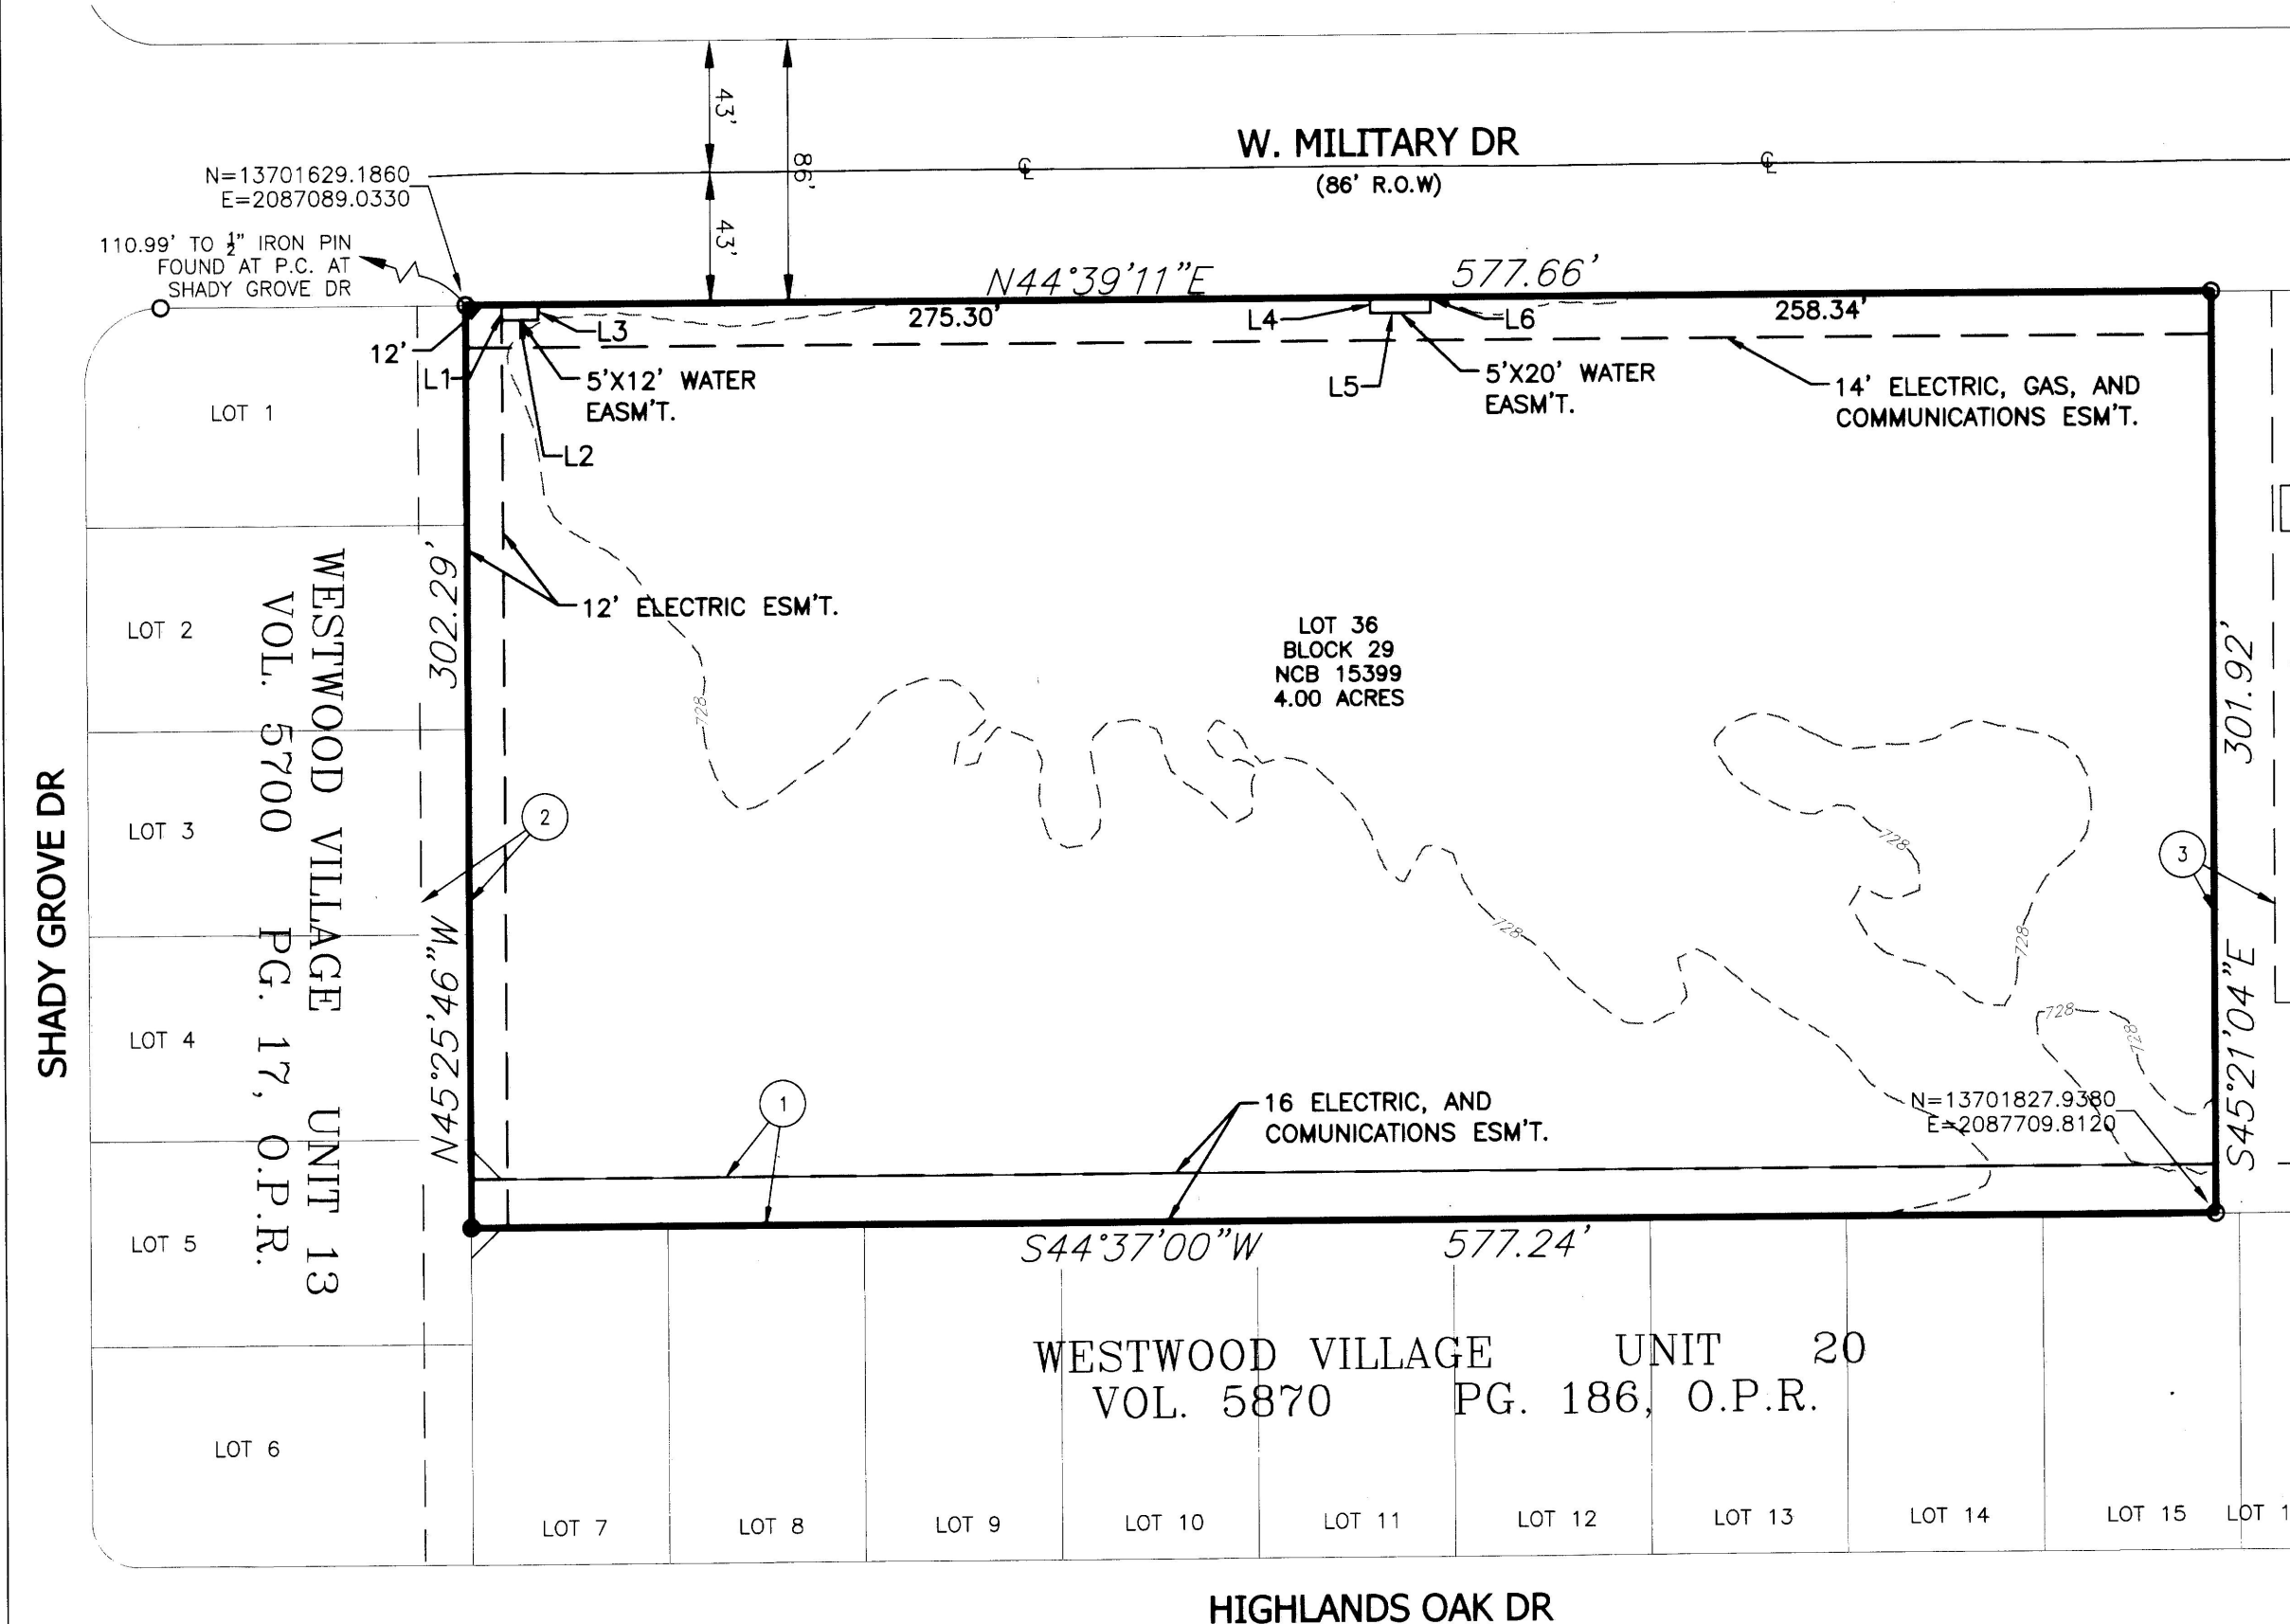 43'
86'
43'
W. MILITARY DR
(86' R.O.W)
℄
℄
N=13701629.1860
E=2087089.0330
110.99' TO ½" IRON PIN
FOUND AT P.C. AT
SHADY GROVE DR
N44°39'11"E
577.66'
275.30'
258.34'
12'
L1
L2
L3
L4
L5
L6
5'X12' WATER
EASM'T.
5'X20' WATER
EASM'T.
14' ELECTRIC, GAS, AND
COMMUNICATIONS ESM'T.
LOT 1
LOT 2
LOT 3
LOT 4
LOT 5
LOT 6
SHADY GROVE DR
WESTWOOD VILLAGE UNIT 13
VOL. 5700 PG. 17, O.P.R.
302.29'
N45°25'46"W
12' ELECTRIC ESM'T.
LOT 36
BLOCK 29
NCB 15399
4.00 ACRES
728
728
728
728
728
728
2
3
1
301.92'
S45°21'04"E
16 ELECTRIC, AND
COMUNICATIONS ESM'T.
N=13701827.9380
E=2087709.8120
S44°37'00"W
577.24'
WESTWOOD VILLAGE UNIT 20
VOL. 5870 PG. 186, O.P.R.
LOT 7
LOT 8
LOT 9
LOT 10
LOT 11
LOT 12
LOT 13
LOT 14
LOT 15
LOT 1
HIGHLANDS OAK DR